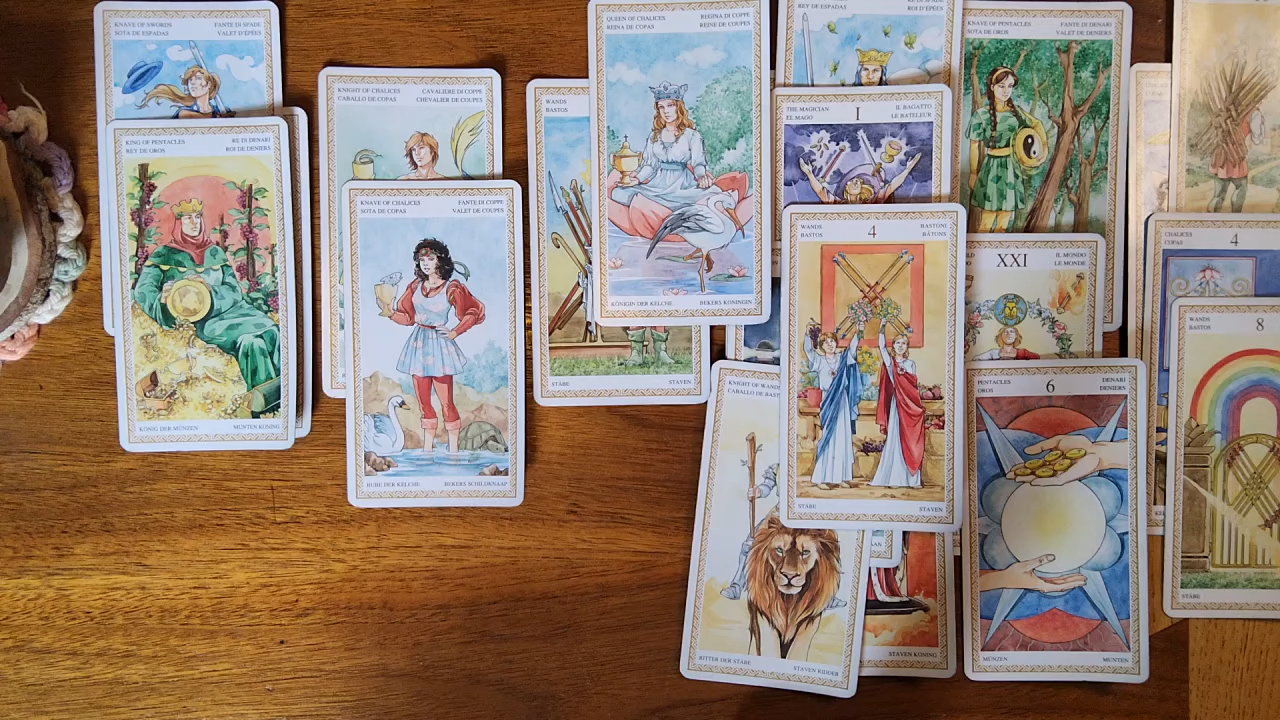 KNAVE OF SWORDS FANTE DI SPADE
SOTA DE ESPADAS VALET D'ÉPÉES
KING OF PENTACLES RE DI DENARI
REY DE OROS ROI DE DENIERS
KÖNIG DER MÜNZEN MUNTEN KONING
KNIGHT OF CHALICES CAVALIERE DI COPPE
CABALLO DE COPAS CHEVALIER DE COUPES
KNAVE OF CHALICES FANTE DI COPPE
SOTA DE COPAS VALET DE COUPES
BUBE DER KELCHE BEKERS SCHILDKNAAP
WANDS
BASTOS
STÄBE STAVEN
QUEEN OF CHALICES REGINA DI COPPE
REINA DE COPAS REINE DE COUPES
KÖNIGIN DER KELCHE BEKERS KONINGIN
REY DE ESPADAS ROI D'ÉPÉES
THE MAGICIAN I IL BAGATTO
EL MAGO LE BATELEUR
WANDS 4 BASTONI
BASTOS BÂTONS
STÄBE STAVEN
KNIGHT OF WAND
CABALLO DE BAST
RITTER DER STÄBE STAVEN RIDDER
STAVEN KONING
KNAVE OF PENTACLES FANTE DI DENARI
SOTA DE OROS VALET DE DENIERS
XXI IL MONDO
LE MONDE
PENTACLES 6 DENARI
OROS DENIERS
MÜNZEN MUNTEN
CHALICES 4
COPAS
WANDS 8
BASTOS
STÄBE